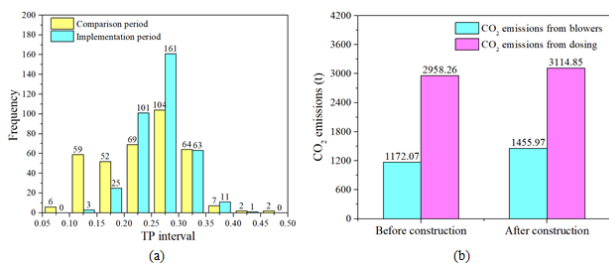 (a)
Comparison period
Implementation period
Frequency
200
180
160
140
120
100
80
60
40
20
0
6 0 59 3 52 25 69 101 104 161 64 63 7 11 2 1 2 0
0.05 0.10 0.15 0.20 0.25 0.30 0.35 0.40 0.45 0.50
TP interval
(a)
(b)
CO2 emissions from blowers
CO2 emissions from dosing
CO2 emissions (t)
4200
3600
3000
2400
1800
1200
600
0
1172.07 2958.26 1455.97 3114.85
Before construction After construction
(b)